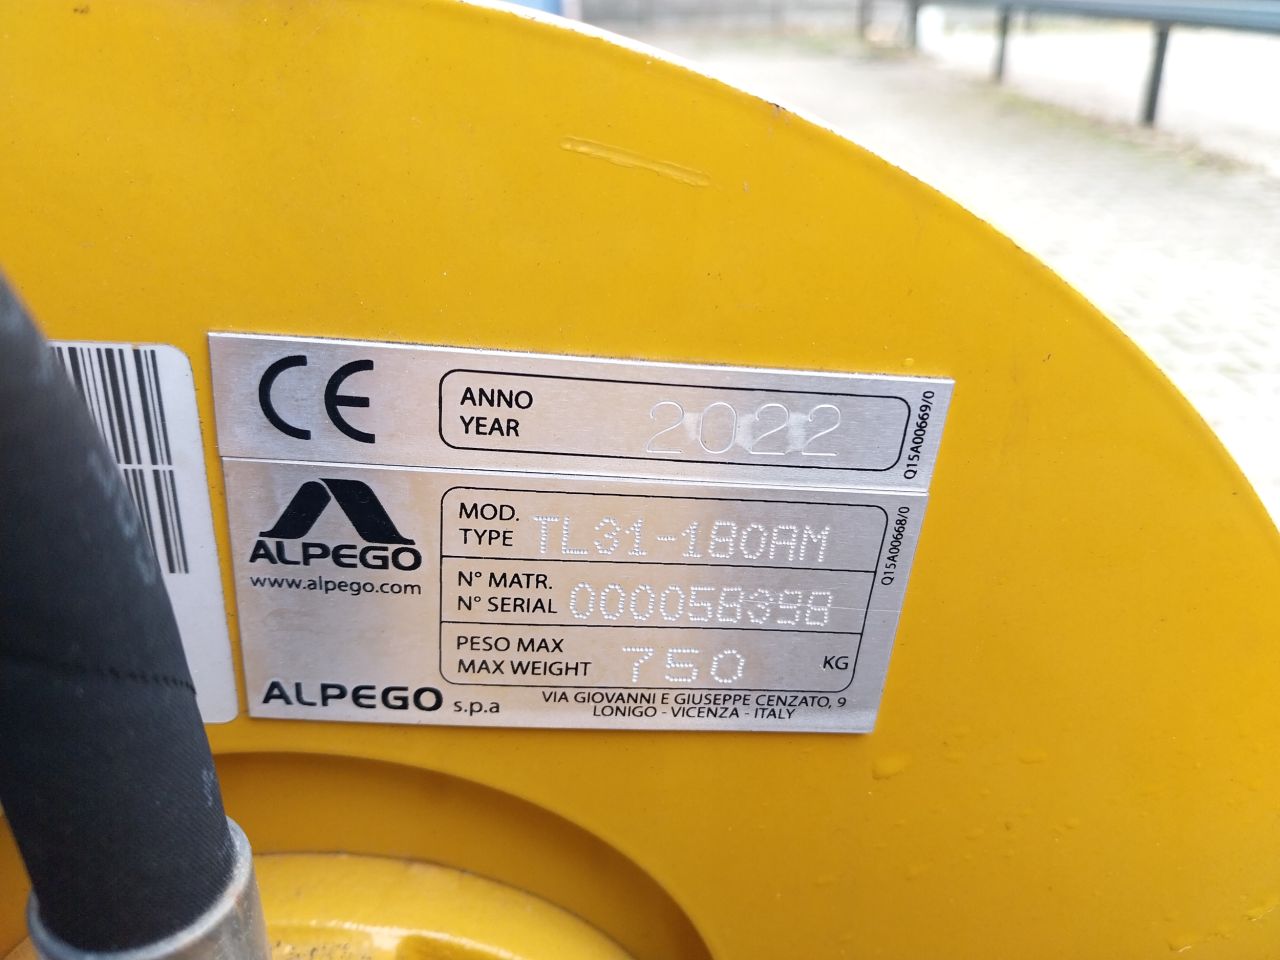 CE
ANNO
YEAR
2022
Q15A00669/0
ALPEGO
www.alpego.com
MOD.
TYPE
TL31-180AM
N° MATR.
N° SERIAL
000058398
PESO MAX
MAX WEIGHT
750
KG
Q15A00668/0
ALPEGO s.p.a
VIA GIOVANNI E GIUSEPPE CENZATO, 9
LONIGO - VICENZA - ITALY